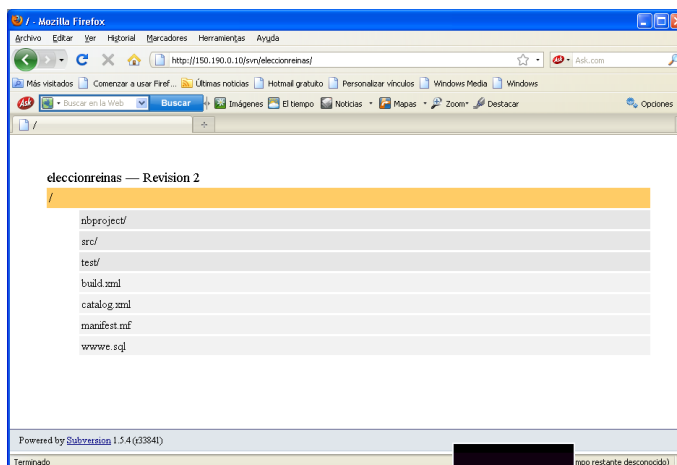 / - Mozilla Firefox
Archivo Editar Ver Historial Marcadores Herramientas Ayuda
http://150.190.0.10/svn/eleccionreinas/ Ask.com
Más visitados Comenzar a usar Firef... Últimas noticias Hotmail gratuito Personalizar vínculos Windows Media Windows
Ask Buscar en la Web Buscar Imágenes El tiempo Noticias Mapas Zoom Destacar Opciones
/
eleccionreinas — Revision 2
/
nbproject/
src/
test/
build.xml
catalog.xml
manifest.mf
wwwe.sql
Powered by Subversion 1.5.4 (r33841)
Terminado mpo restante desconocido)